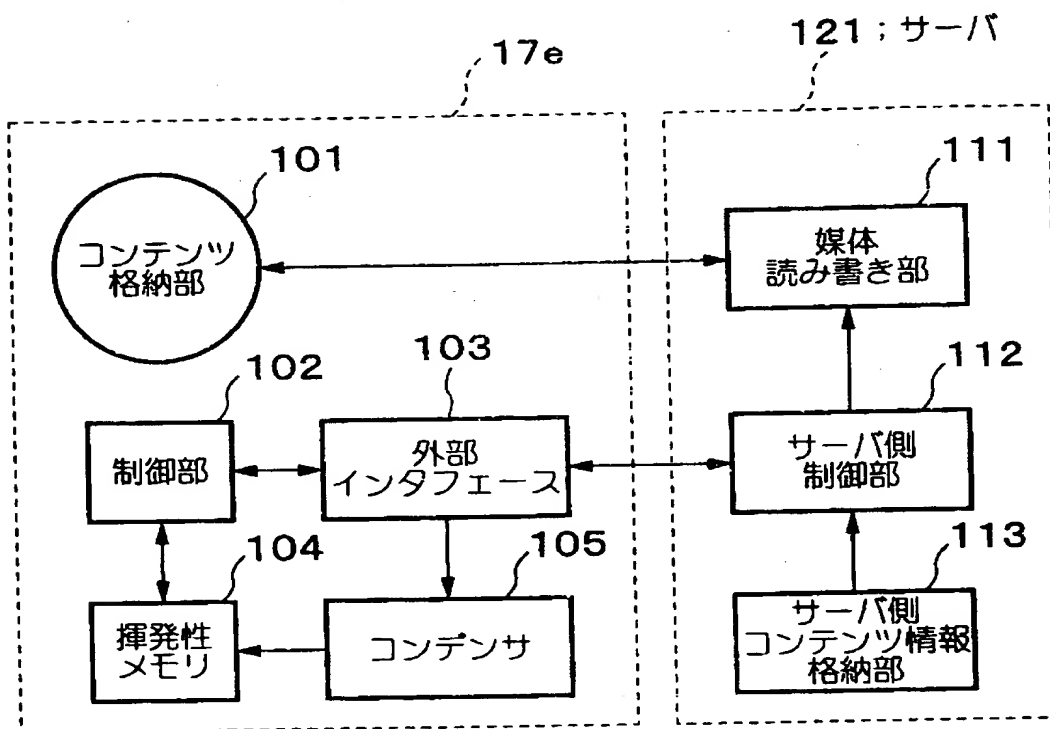 17e
121；サーバ
101
コンテンツ
格納部
111
媒体
読み書き部
102
制御部
103
外部
インタフェース
112
サーバ側
制御部
104
揮発性
メモリ
105
コンデンサ
113
サーバ側
コンテンツ情報
格納部